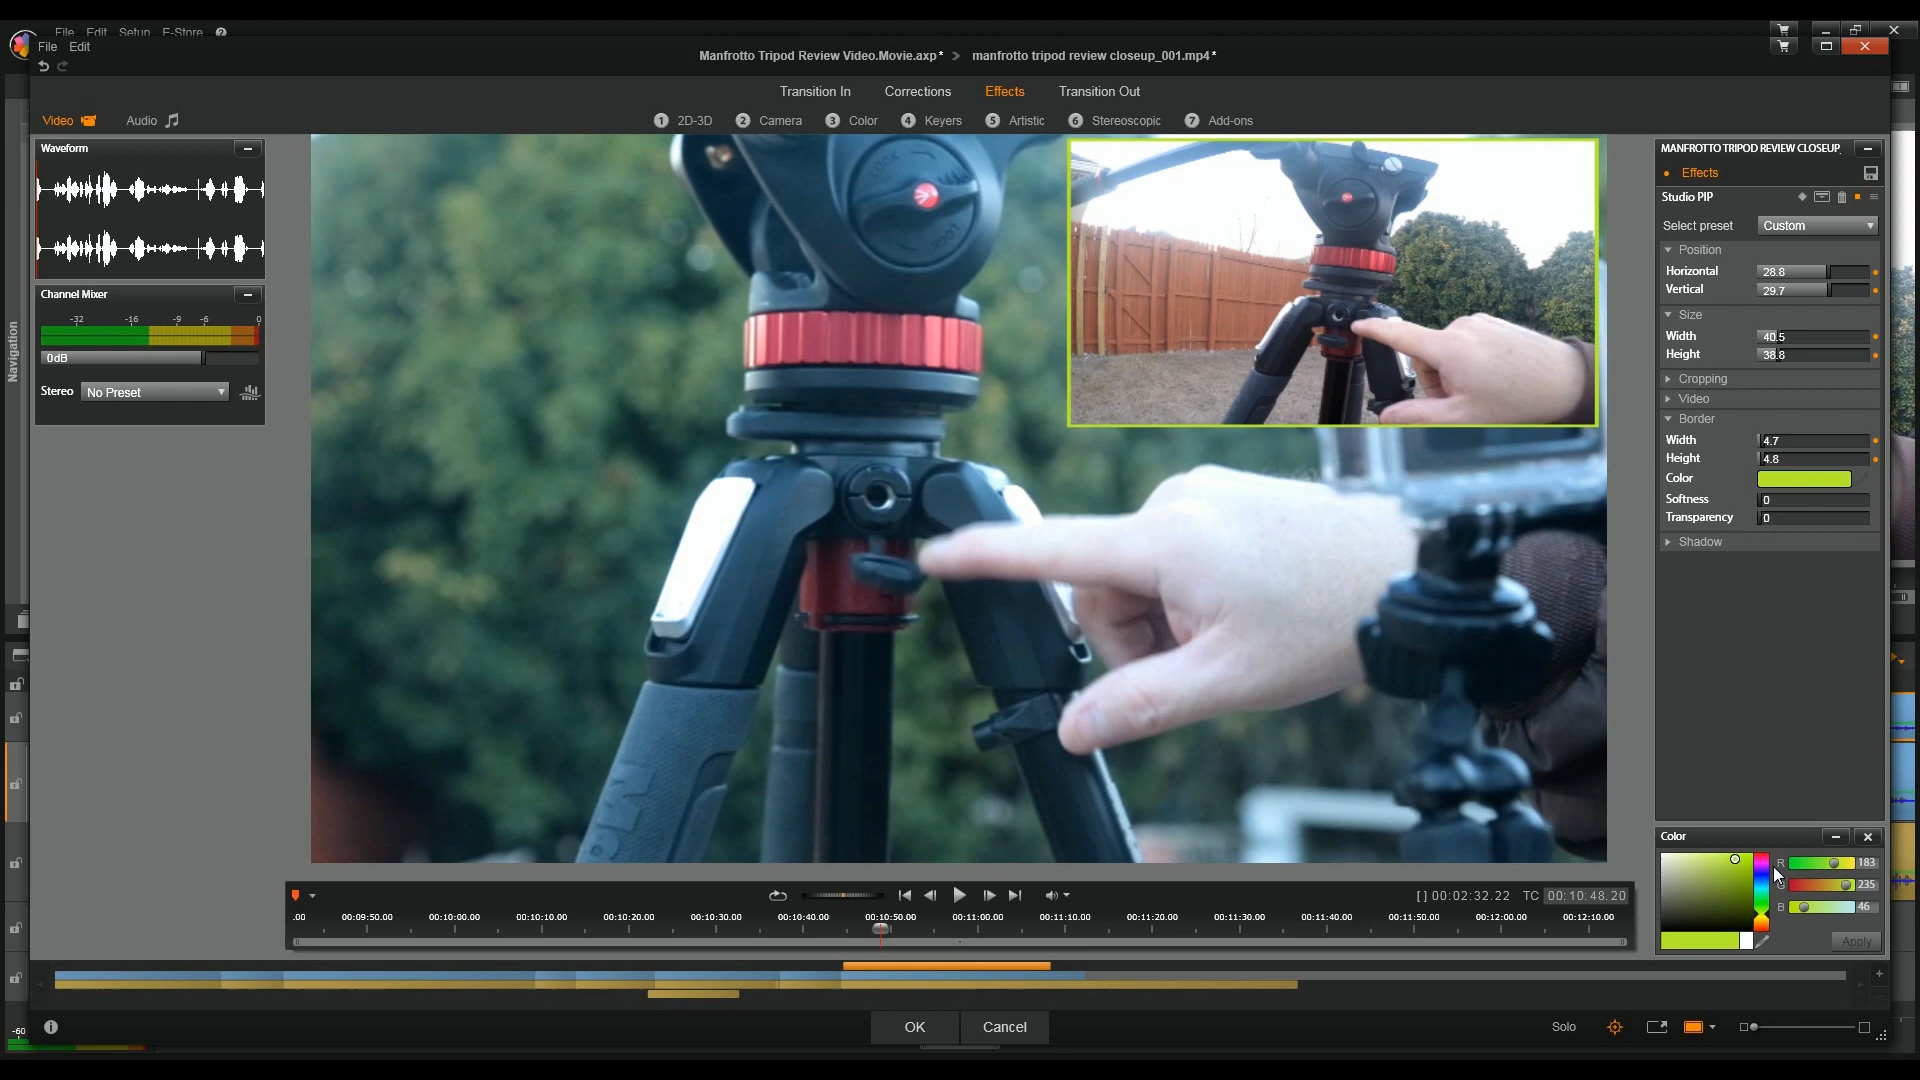 File Edit Setup E-Store ?
File Edit
Manfrotto Tripod Review Video.Movie.axp* > manfrotto tripod review closeup_001.mp4*
Transition In Corrections Effects Transition Out
Video Audio
1 2D-3D 2 Camera 3 Color 4 Keyers 5 Artistic 6 Stereoscopic 7 Add-ons
Waveform
Channel Mixer
-32 -16 -9 -6 0
0dB
Stereo No Preset
Navigation
LOCK
MANFROTTO TRIPOD REVIEW CLOSEUP
Effects
Studio PIP
Select preset Custom
Position
Horizontal 28.8
Vertical 29.7
Size
Width 40.5
Height 38.8
Cropping
Video
Border
Width 4.7
Height 4.8
Color
Softness 0
Transparency 0
Shadow
Color
R 183
G 235
B 46
Apply
[ ] 00:02:32.22 TC 00:10:48.20
.00 00:09:50.00 00:10:00.00 00:10:10.00 00:10:20.00 00:10:30.00 00:10:40.00 00:10:50.00 00:11:00.00 00:11:10.00 00:11:20.00 00:11:30.00 00:11:40.00 00:11:50.00 00:12:00.00 00:12:10.00
-60
OK Cancel
Solo